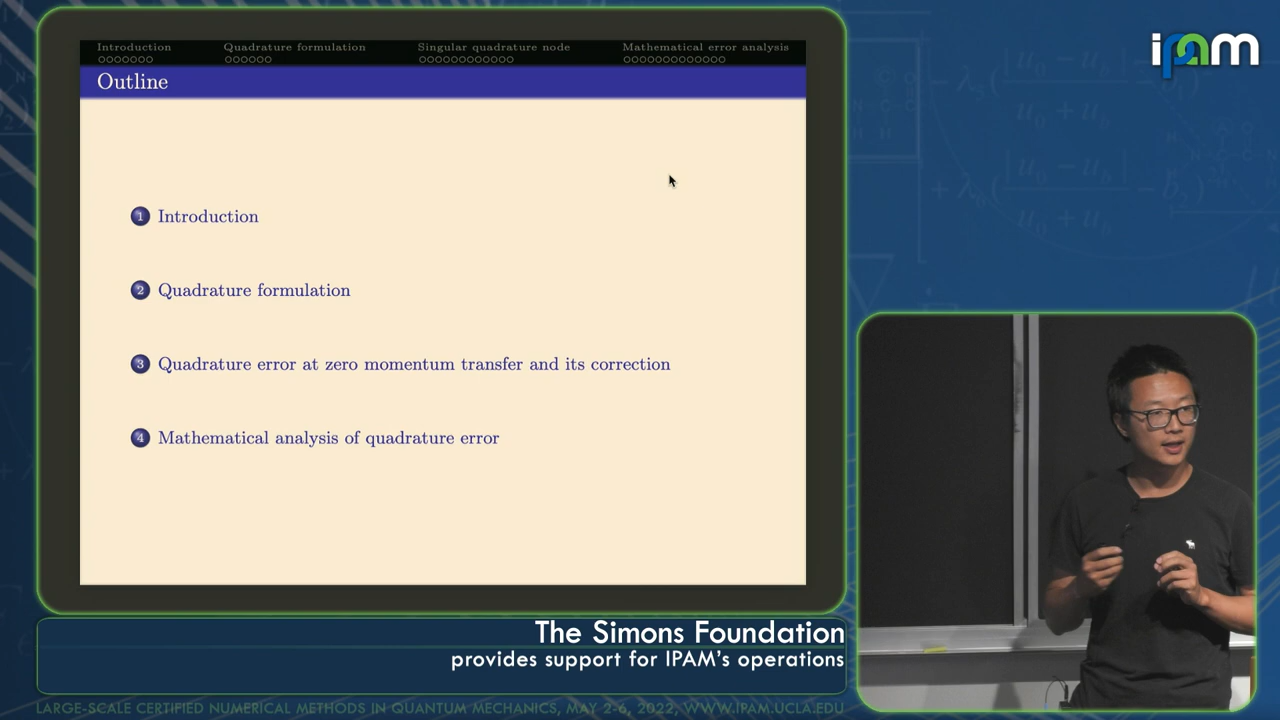 Introduction
Quadrature formulation
Singular quadrature node
Mathematical error analysis
Outline
1 Introduction
2 Quadrature formulation
3 Quadrature error at zero momentum transfer and its correction
4 Mathematical analysis of quadrature error
ipam
The Simons Foundation
provides support for IPAM's operations
LARGE-SCALE CERTIFIED NUMERICAL METHODS IN QUANTUM MECHANICS, MAY 2-6, 2022, WWW.IPAM.UCLA.EDU